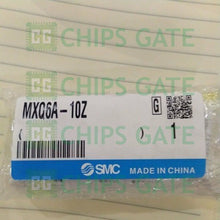 CHIPS GATE
MXQ6A-10Z
G
( ) 1
SMC
MADE IN CHINA